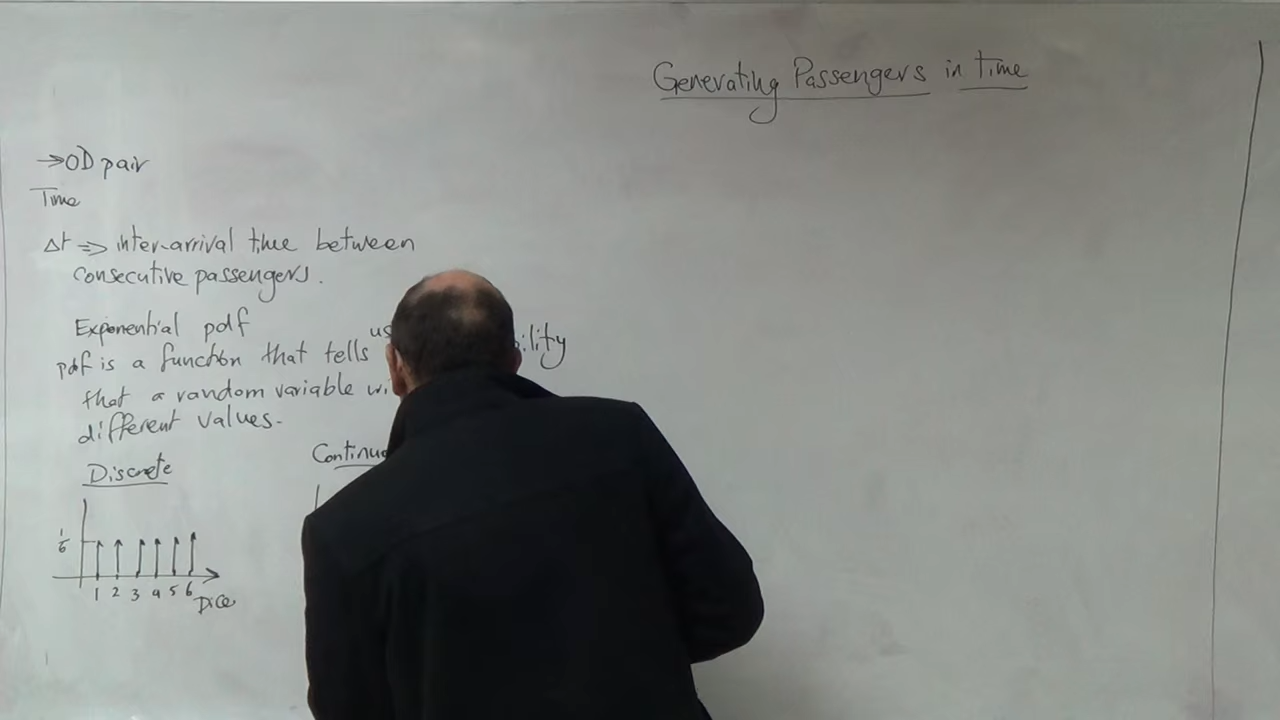 Generating Passengers in time
→OD pair
Time
Δt => inter-arrival time between
consecutive passengers.
Exponential pdf
pdf is a function that tells us
that a random variable
different values.
Discrete
1/6
1 2 3 4 5 6
Dice